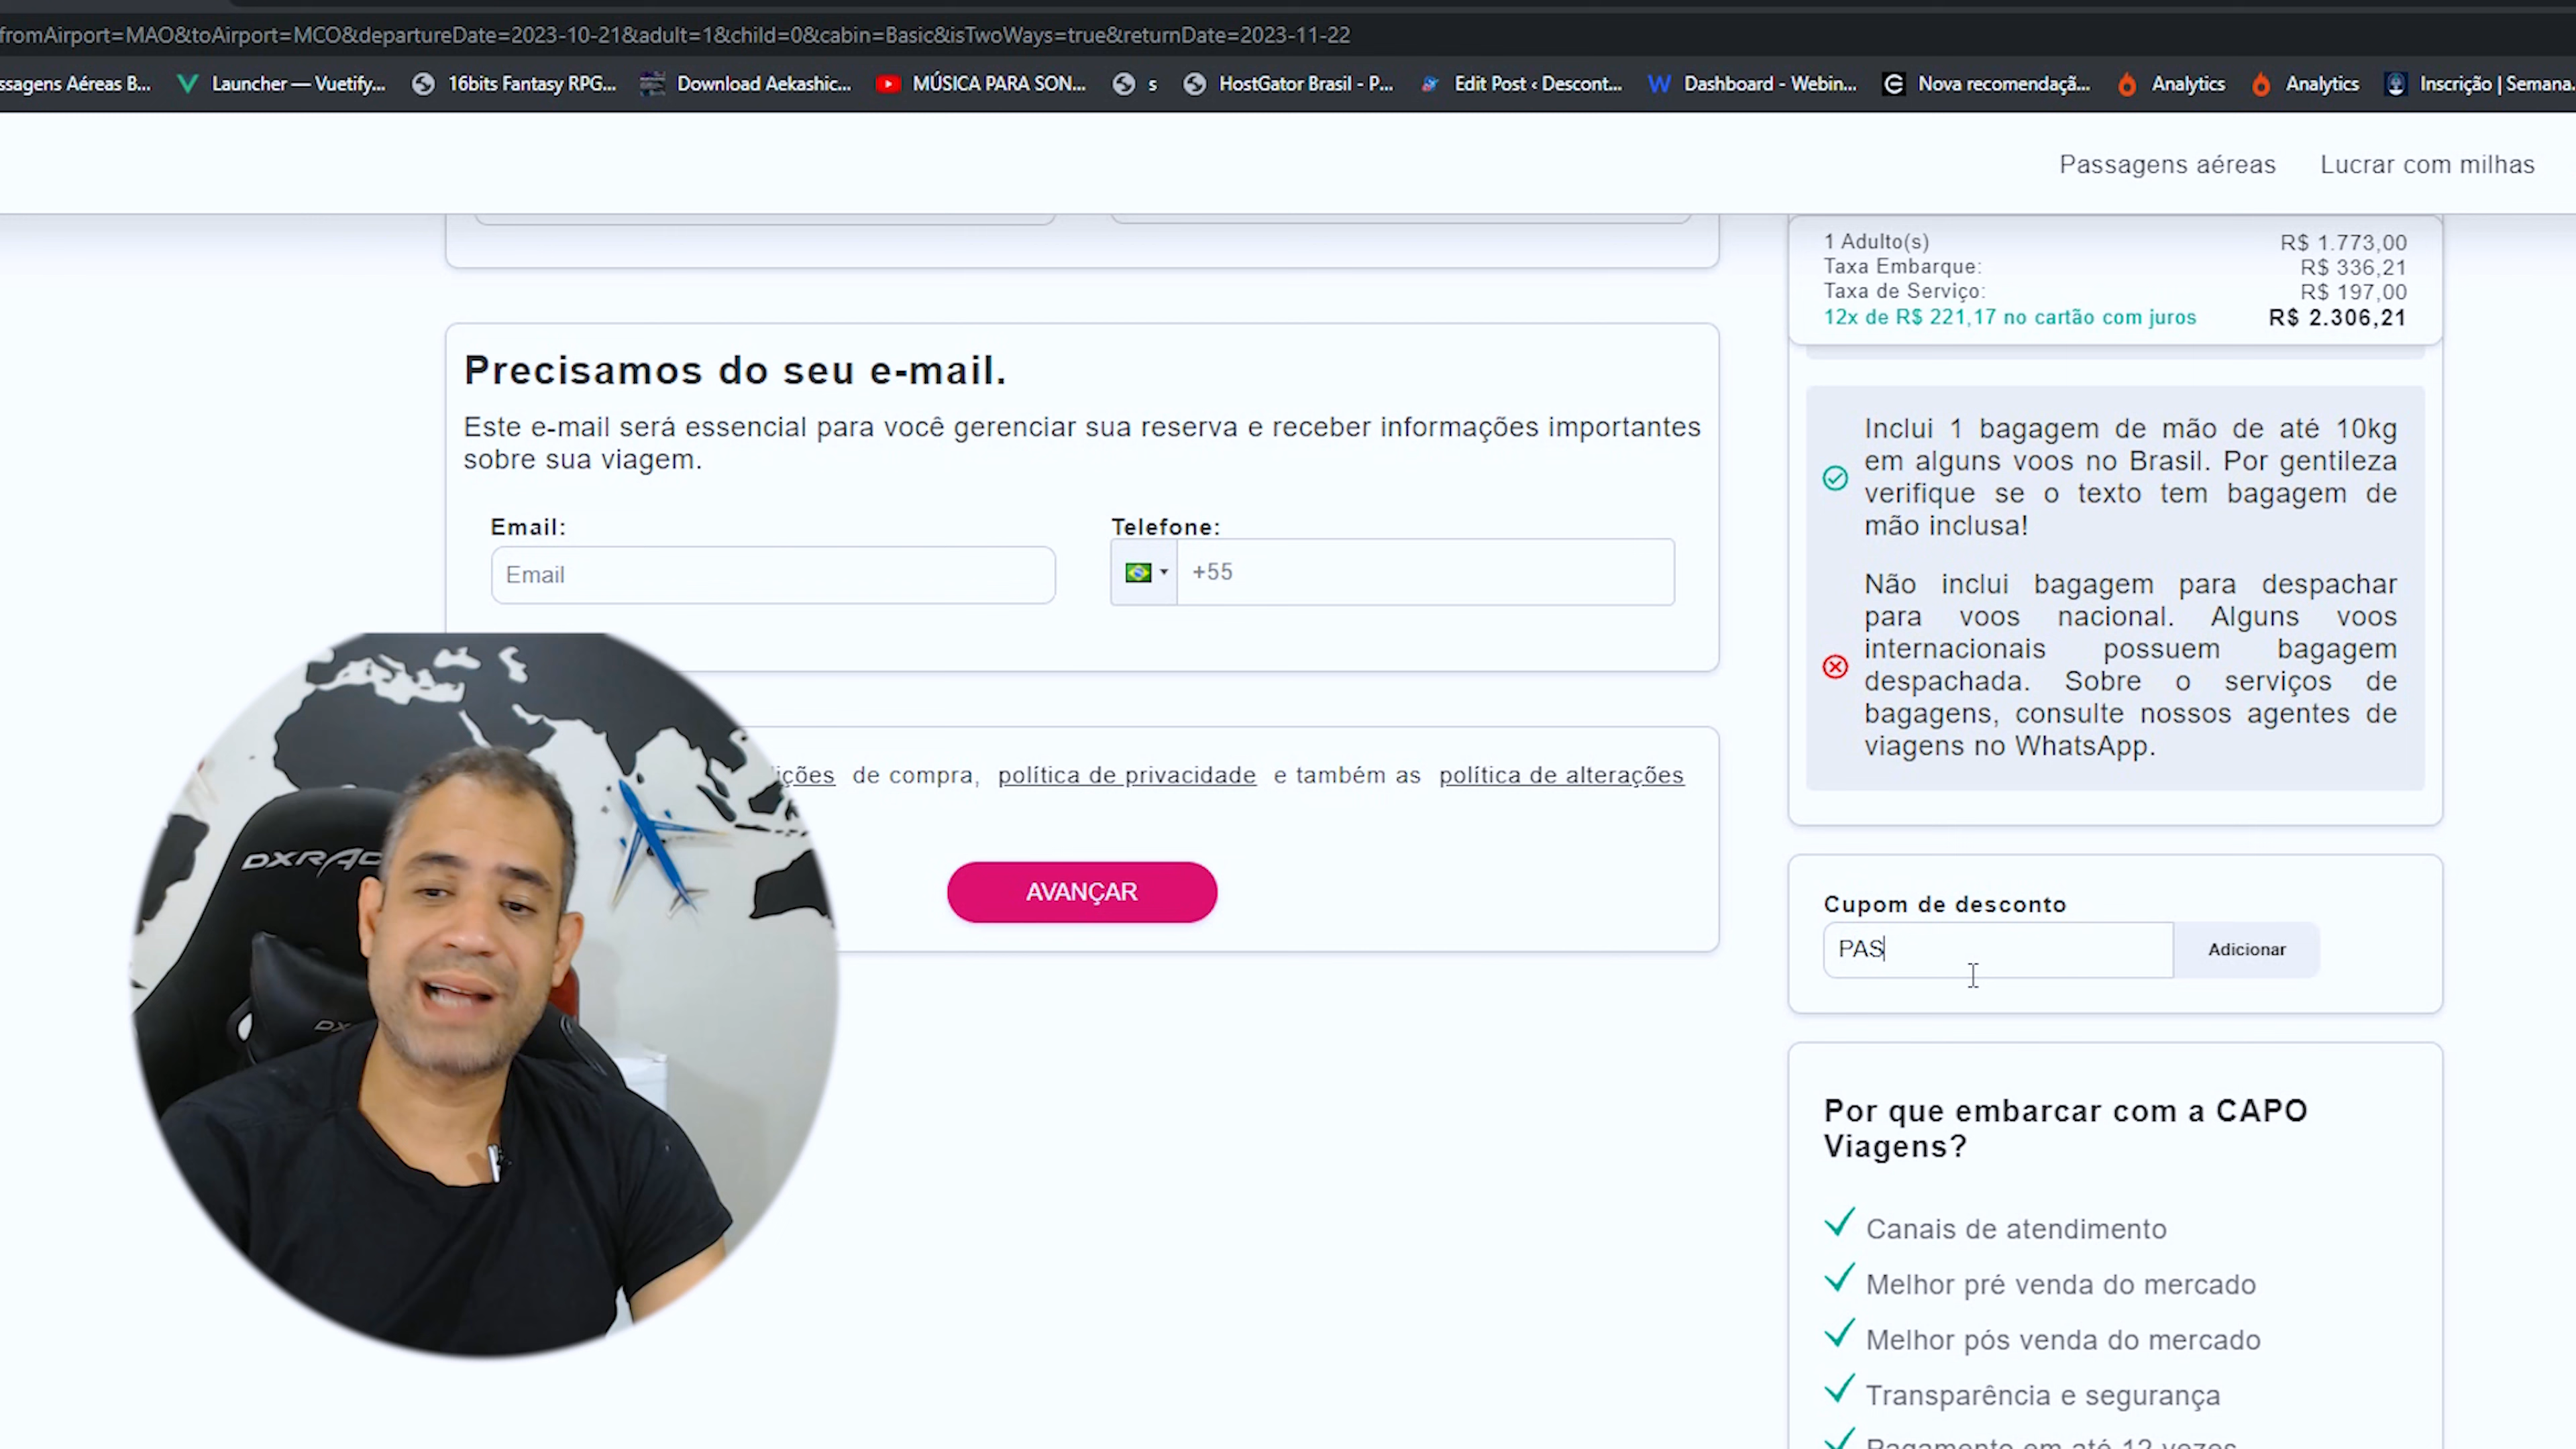 fromAirport=MAO&toAirport=MCO&departureDate=2023-10-21&adult=1&child=0&cabin=Basic&isTwoWays=true&returnDate=2023-11-22
ssagens Aéreas B... Launcher — Vuetify... 16bits Fantasy RPG... Download Aekashic... MÚSICA PARA SON... s HostGator Brasil - P... Edit Post ‹ Descont... Dashboard - Webin... Nova recomendaçã... Analytics Analytics Inscrição | Semana.
Passagens aéreas Lucrar com milhas
1 Adulto(s) R$ 1.773,00
Taxa Embarque: R$ 336,21
Taxa de Serviço: R$ 197,00
12x de R$ 221,17 no cartão com juros R$ 2.306,21
Precisamos do seu e-mail.
Este e-mail será essencial para você gerenciar sua reserva e receber informações importantes
sobre sua viagem.
Email: Telefone:
Email +55
ições de compra, política de privacidade e também as política de alterações
AVANÇAR
Inclui 1 bagagem de mão de até 10kg
em alguns voos no Brasil. Por gentileza
verifique se o texto tem bagagem de
mão inclusa!
Não inclui bagagem para despachar
para voos nacional. Alguns voos
internacionais possuem bagagem
despachada. Sobre o serviços de
bagagens, consulte nossos agentes de
viagens no WhatsApp.
Cupom de desconto
PAS Adicionar
Por que embarcar com a CAPO
Viagens?
Canais de atendimento
Melhor pré venda do mercado
Melhor pós venda do mercado
Transparência e segurança
Pagamento em até 12 vezes
DXRAC
DX